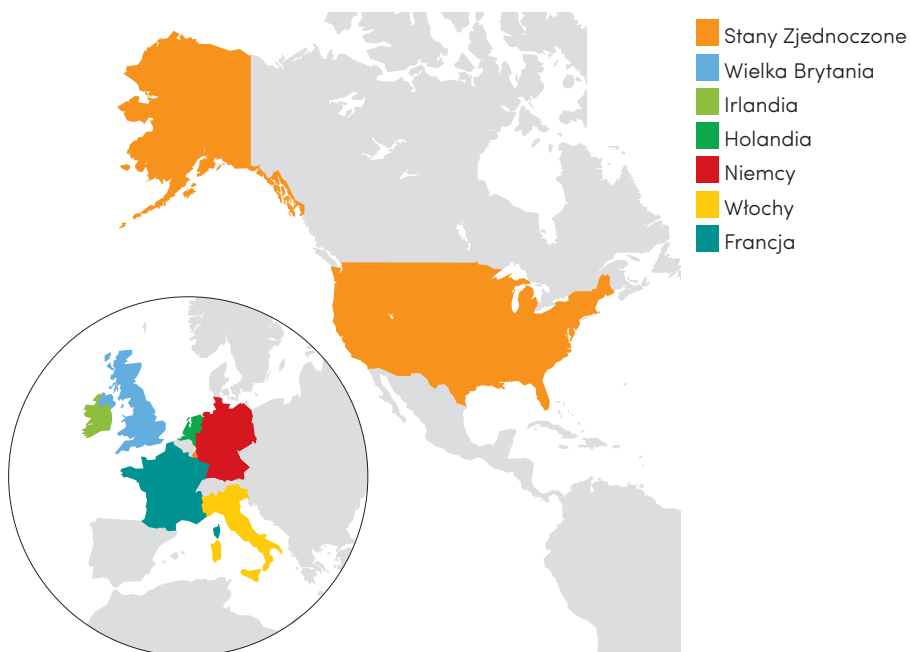 Stany Zjednoczone
Wielka Brytania
Irlandia
Holandia
Niemcy
Włochy
Francja